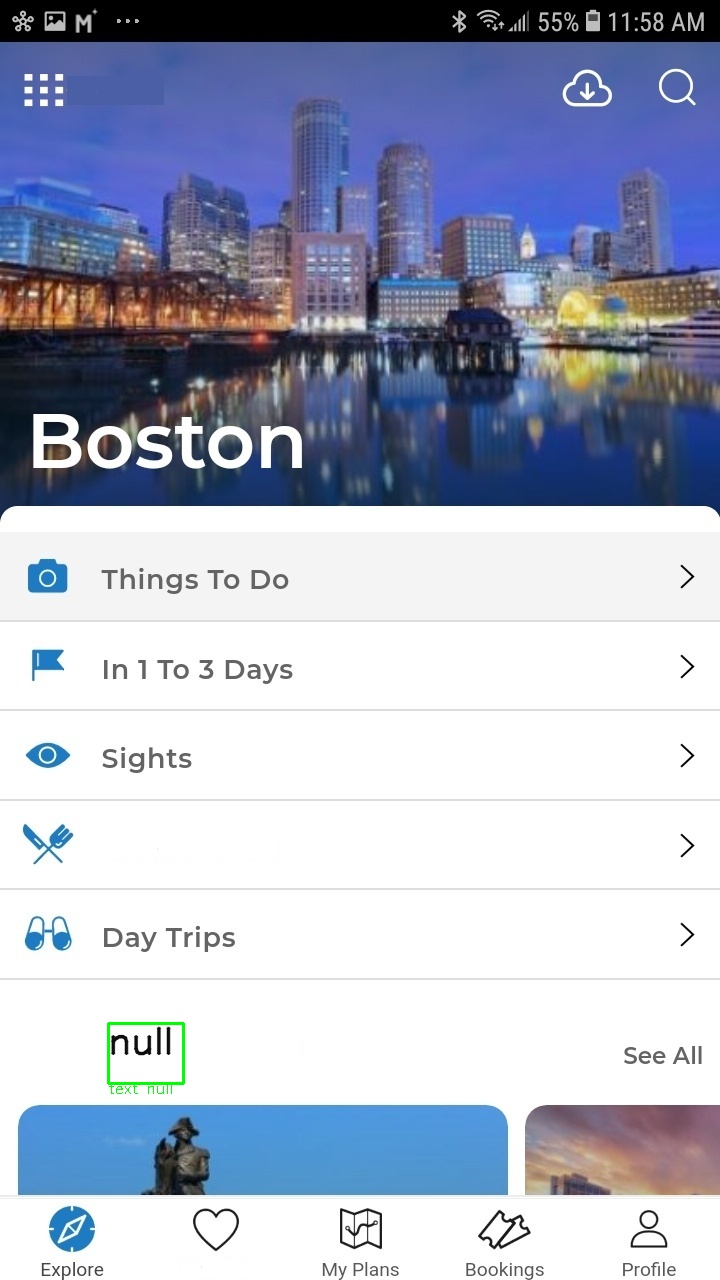 55% 11:58 AM
Boston
Things To Do
In 1 To 3 Days
Sights
Day Trips
null
text null
See All
Explore
My Plans
Bookings
Profile